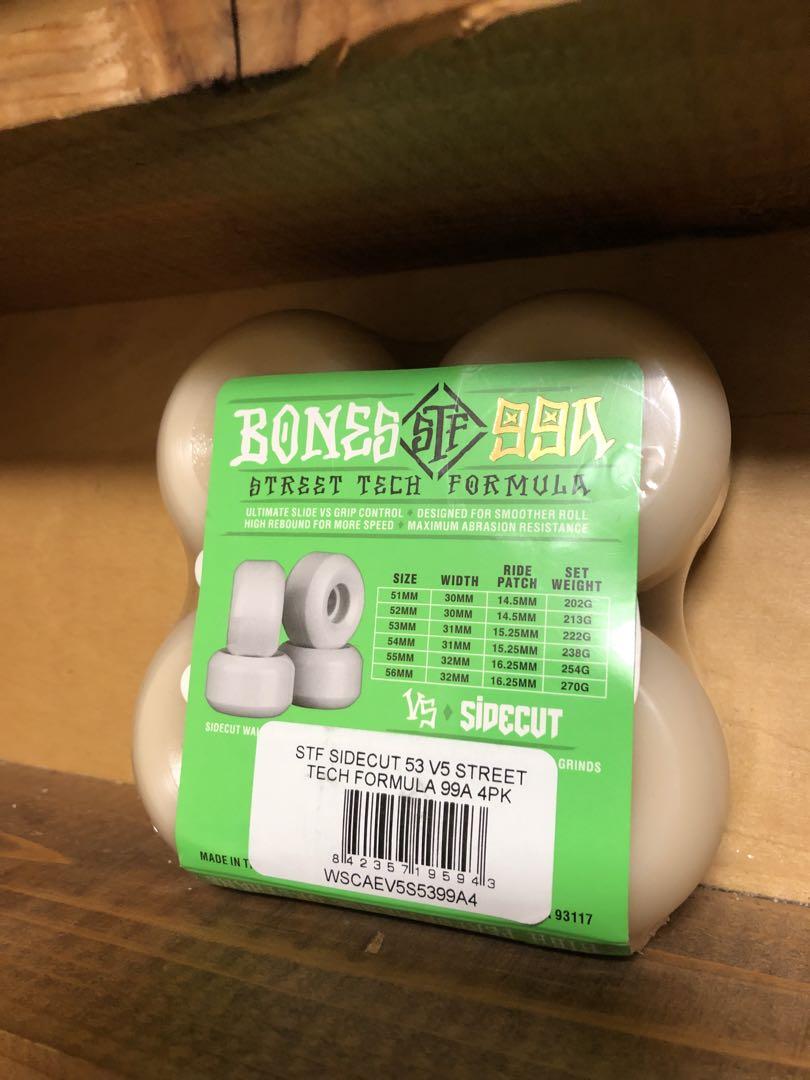 BONES STF 99A
STREET TECH FORMULA
ULTIMATE SLIDE VS GRIP CONTROL ◆ DESIGNED FOR SMOOTHER ROLL
HIGH REBOUND FOR MORE SPEED ◆ MAXIMUM ABRASION RESISTANCE
SIZE WIDTH RIDE PATCH SET WEIGHT
51MM 30MM 14.5MM 202G
52MM 30MM 14.5MM 213G
53MM 31MM 15.25MM 222G
54MM 31MM 15.25MM 238G
55MM 32MM 16.25MM 254G
56MM 32MM 16.25MM 270G
V5 ◆ SIDECUT
SIDECUT GRINDS
STF SIDECUT 53 V5 STREET
TECH FORMULA 99A 4PK
8 42357 19594 3
WSCAEV5S5399A4
MADE IN 93117